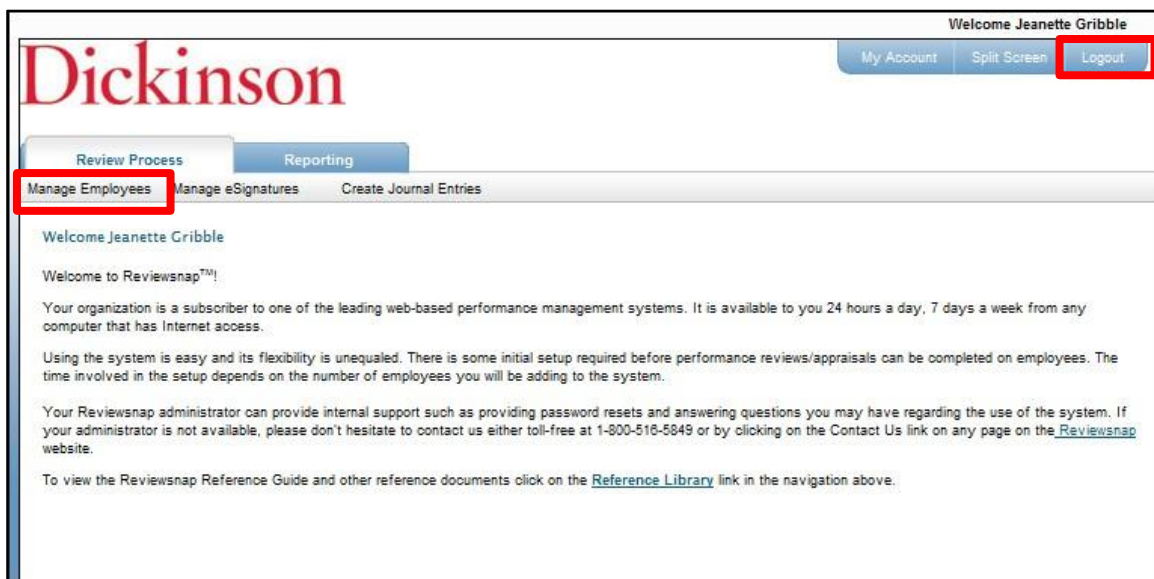 Welcome Jeanette Gribble
Dickinson
My Account Split Screen Logout
Review Process Reporting
Manage Employees Manage eSignatures Create Journal Entries
Welcome Jeanette Gribble
Welcome to Reviewsnap™!
Your organization is a subscriber to one of the leading web-based performance management systems. It is available to you 24 hours a day, 7 days a week from any
computer that has Internet access.
Using the system is easy and its flexibility is unequaled. There is some initial setup required before performance reviews/appraisals can be completed on employees. The
time involved in the setup depends on the number of employees you will be adding to the system.
Your Reviewsnap administrator can provide internal support such as providing password resets and answering questions you may have regarding the use of the system. If
your administrator is not available, please don't hesitate to contact us either toll-free at 1-800-516-5849 or by clicking on the Contact Us link on any page on the Reviewsnap
website.
To view the Reviewsnap Reference Guide and other reference documents click on the Reference Library link in the navigation above.